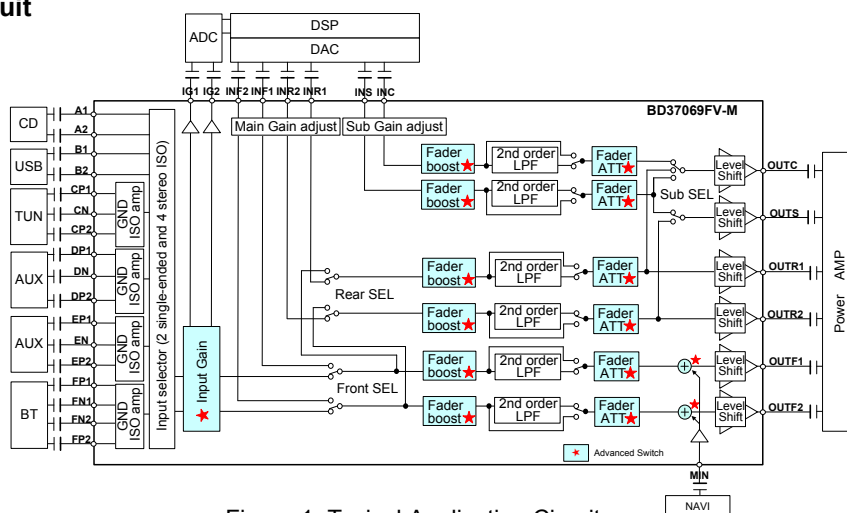 uit
DSP
ADC
DAC
IG1 IG2 INF2 INF1 INR2 INR1 INS INC
BD37069FV-M
Main Gain adjust
Sub Gain adjust
CD
A1
A2
USB
B1
B2
TUN
CP1
CN
CP2
GND
ISO amp
AUX
DP1
DN
DP2
GND
ISO amp
AUX
EP1
EN
EP2
GND
ISO amp
BT
FP1
FN1
FN2
FP2
GND
ISO amp
Input selector (2 single-ended and 4 stereo ISO)
Input Gain
Rear SEL
Front SEL
Sub SEL
Fader
boost
2nd order
LPF
Fader
ATT
Level
Shift
OUTC
Fader
boost
2nd order
LPF
Fader
ATT
Level
Shift
OUTS
Fader
boost
2nd order
LPF
Fader
ATT
Level
Shift
OUTR1
Fader
boost
2nd order
LPF
Fader
ATT
Level
Shift
OUTR2
Fader
boost
2nd order
LPF
Fader
ATT
Level
Shift
OUTF1
Fader
boost
2nd order
LPF
Fader
ATT
Level
Shift
OUTF2
Power AMP
Advanced Switch
MIN
NAVI